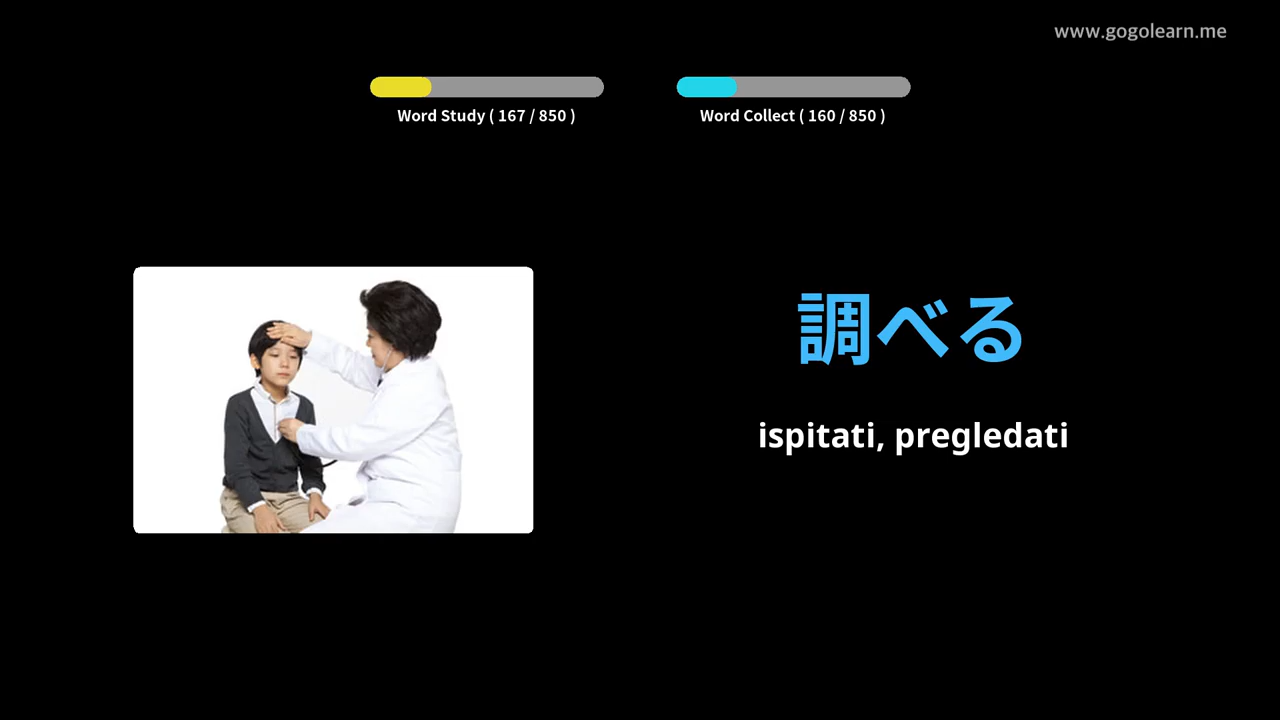 www.gogolearn.me
Word Study ( 167 / 850 )
Word Collect ( 160 / 850 )
調べる
ispitati, pregledati